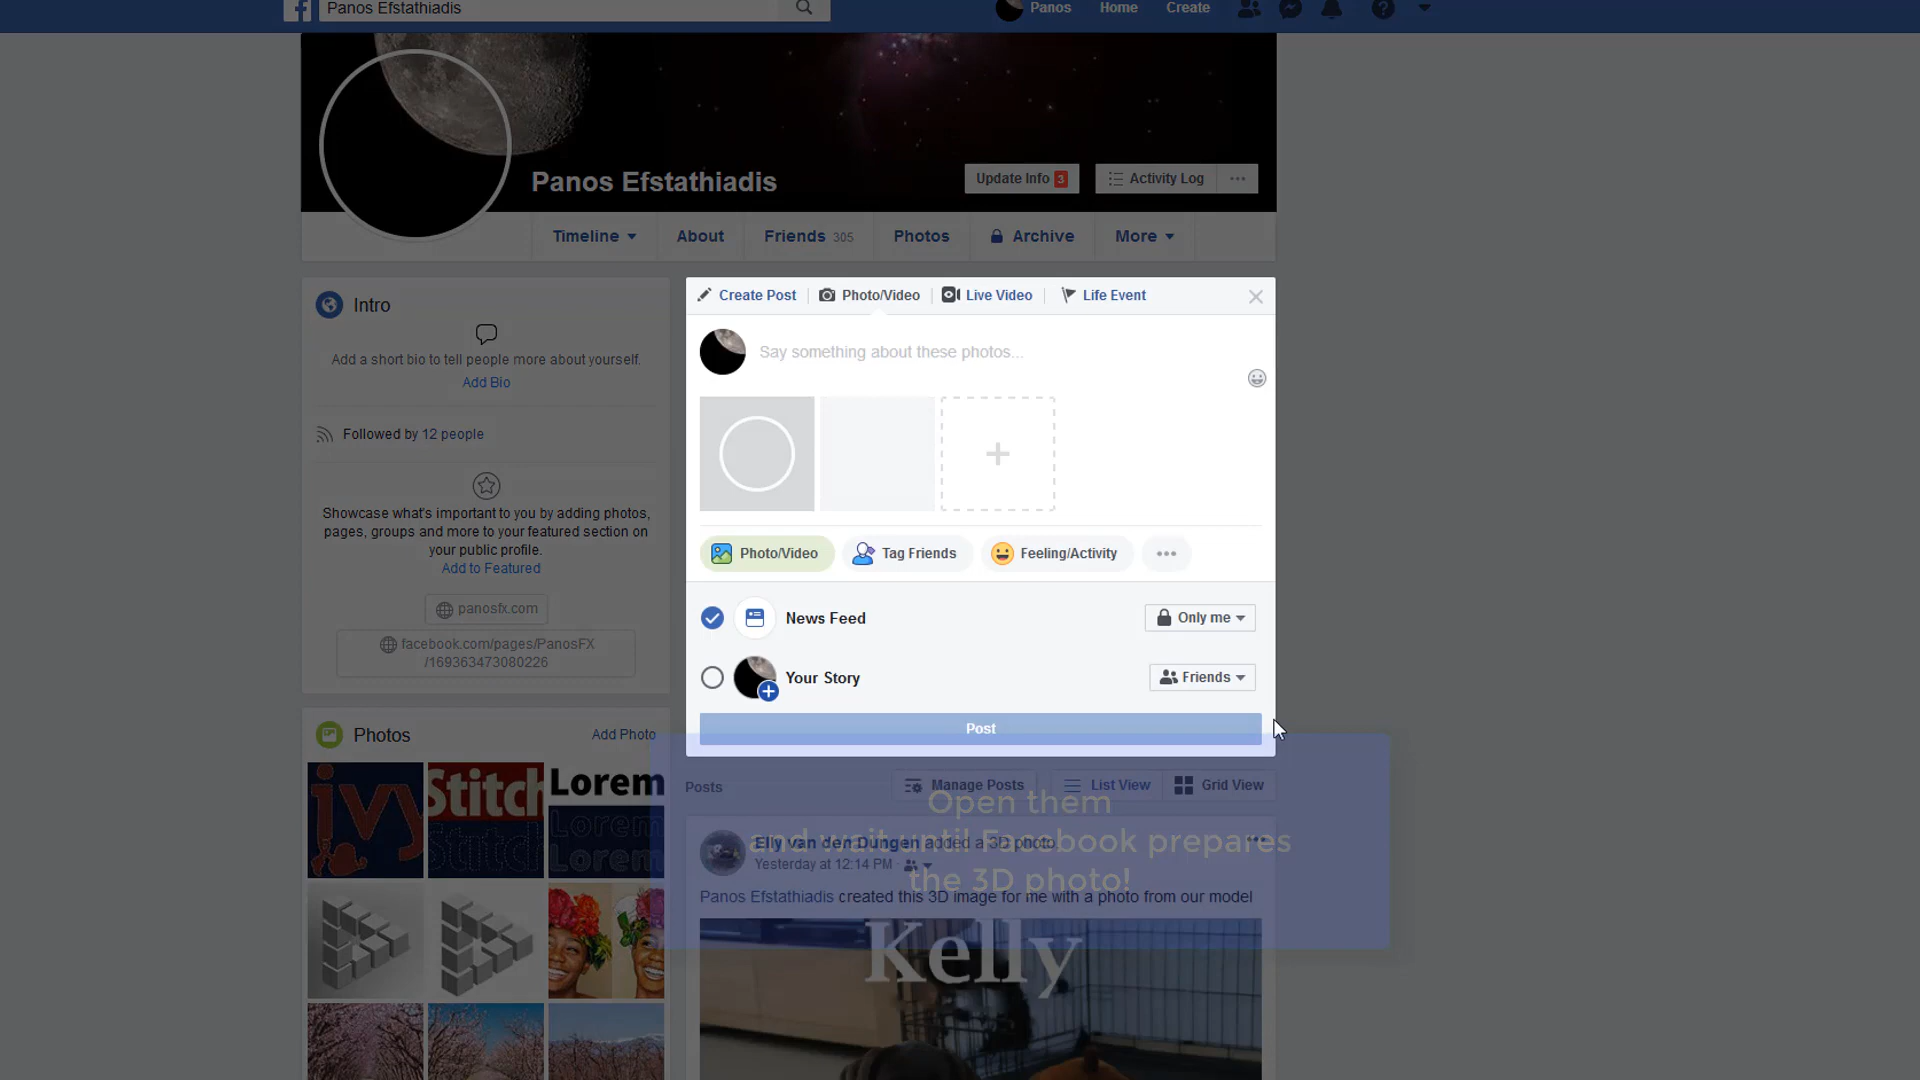 Panos Efstathiadis
Panos
Home
Create
Panos Efstathiadis
Update Info 3
Activity Log
Timeline
About
Friends 305
Photos
Archive
More
Intro
Add a short bio to tell people more about yourself.
Add Bio
Followed by 12 people
Showcase what's important to you by adding photos,
pages, groups and more to your featured section on
your public profile.
Add to Featured
panosfx.com
facebook.com/pages/PanosFX
/169363473080226
Photos
Add Photo
ivy
Stitch
Stitch
Lorem
Lorem
Create Post
Photo/Video
Live Video
Life Event
Say something about these photos...
Photo/Video
Tag Friends
Feeling/Activity
News Feed
Only me
Your Story
Friends
Post
Posts
Manage Posts
List View
Grid View
Open them
and wait until Facebook prepares
the 3D photo!
Elly van den Dungen added a 3D photo.
Yesterday at 12:14 PM
Panos Efstathiadis created this 3D image for me with a photo from our model
Kelly